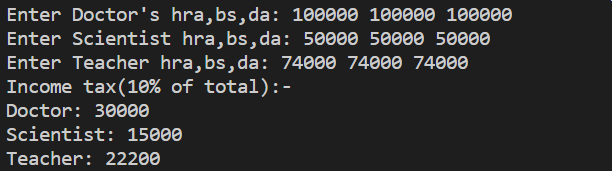 Enter Doctor's hra,bs,da: 100000 100000 100000
Enter Scientist hra,bs,da: 50000 50000 50000
Enter Teacher hra,bs,da: 74000 74000 74000
Income tax(10% of total):-
Doctor: 30000
Scientist: 15000
Teacher: 22200